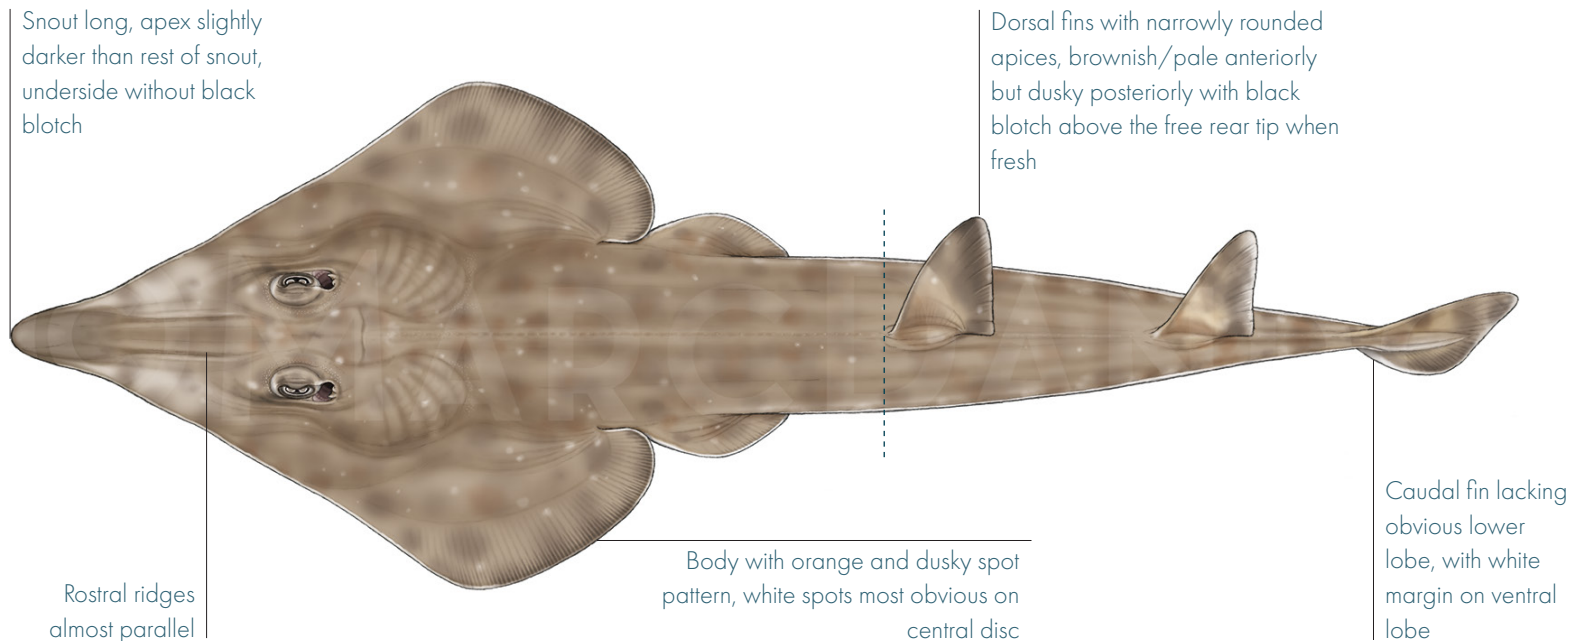 Snout long, apex slightly
darker than rest of snout,
underside without black
blotch
Dorsal fins with narrowly rounded
apices, brownish/pale anteriorly
but dusky posteriorly with black
blotch above the free rear tip when
fresh
Rostral ridges
almost parallel
Body with orange and dusky spot
pattern, white spots most obvious on
central disc
Caudal fin lacking
obvious lower
lobe, with white
margin on ventral
lobe